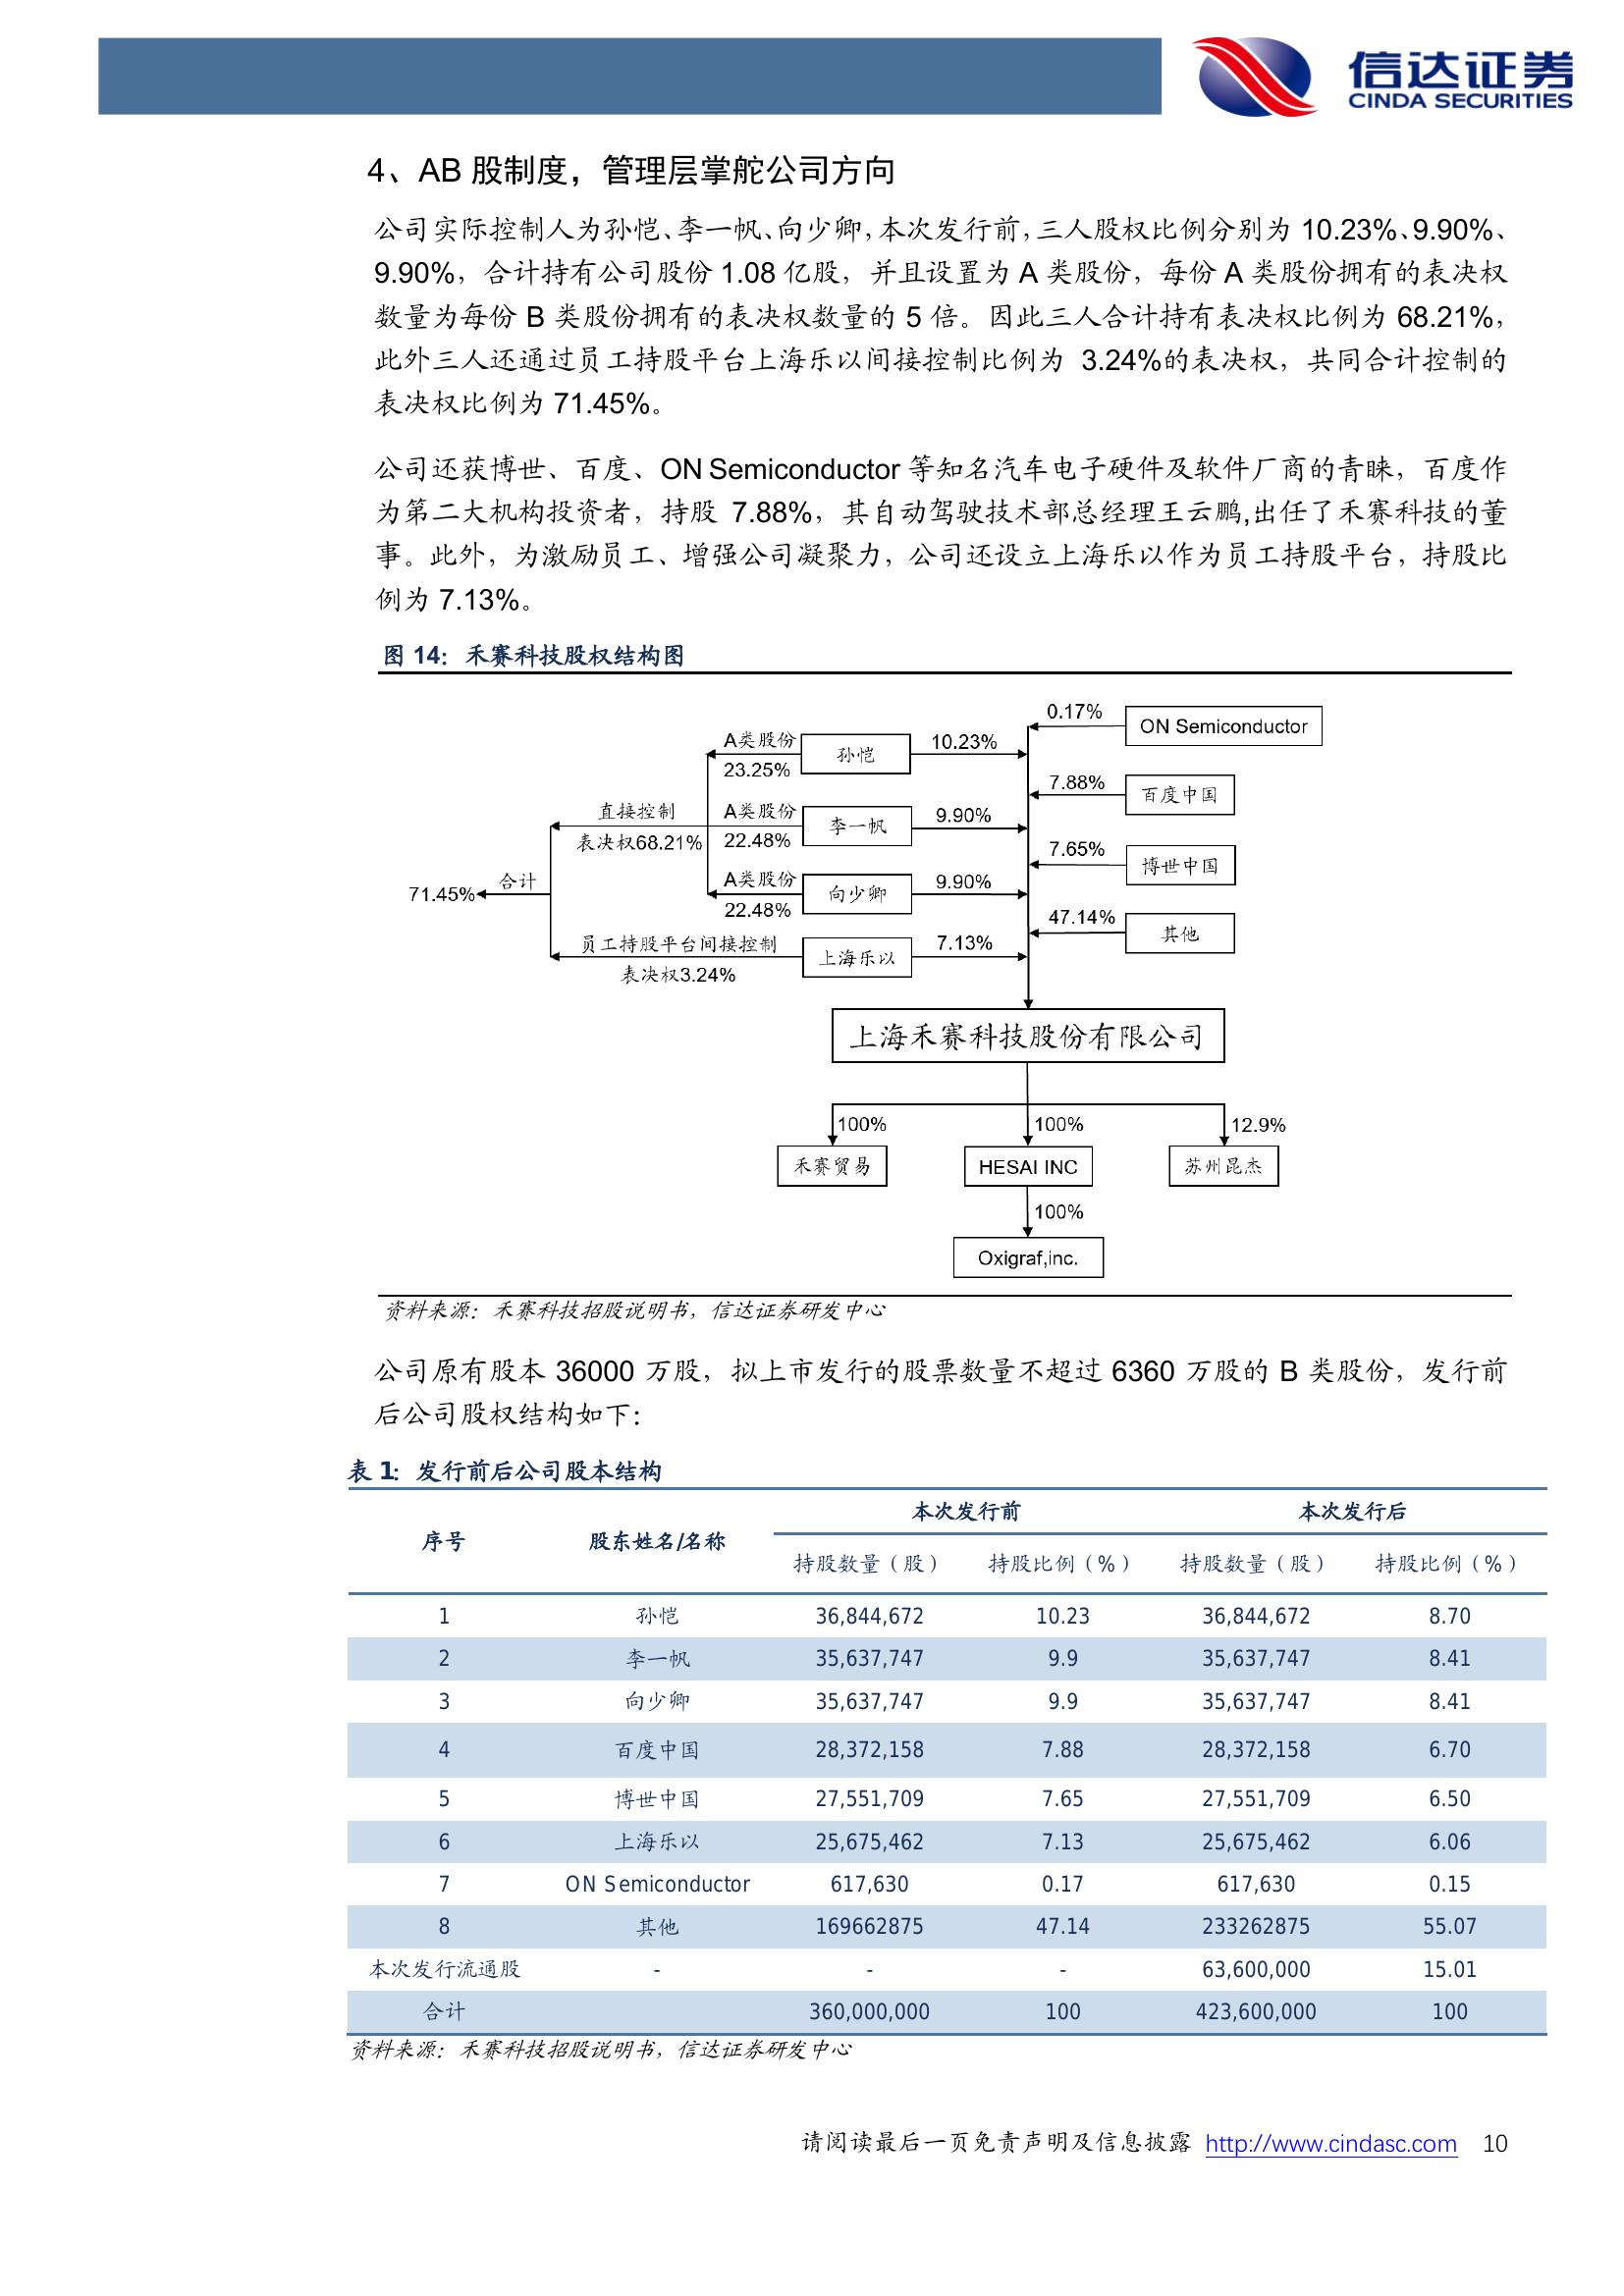 信达证券
CINDA SECURITIES
4、AB 股制度，管理层掌舵公司方向
公司实际控制人为孙恺、李一帆、向少卿，本次发行前，三人股权比例分别为 10.23%、9.90%、
9.90%，合计持有公司股份 1.08 亿股，并且设置为 A 类股份，每份 A 类股份拥有的表决权
数量为每份 B 类股份拥有的表决权数量的 5 倍。因此三人合计持有表决权比例为 68.21%，
此外三人还通过员工持股平台上海乐以间接控制比例为 3.24%的表决权，共同合计控制的
表决权比例为 71.45%。
公司还获博世、百度、ON Semiconductor 等知名汽车电子硬件及软件厂商的青睐，百度作
为第二大机构投资者，持股 7.88%，其自动驾驶技术部总经理王云鹏,出任了禾赛科技的董
事。此外，为激励员工、增强公司凝聚力，公司还设立上海乐以作为员工持股平台，持股比
例为 7.13%。
图 14：禾赛科技股权结构图
0.17% ON Semiconductor
A类股份 孙恺 10.23%
23.25%
7.88% 百度中国
直接控制 A类股份 李一帆 9.90%
表决权68.21% 22.48%
7.65% 博世中国
71.45% 合计 A类股份 向少卿 9.90%
22.48%
47.14% 其他
员工持股平台间接控制 上海乐以 7.13%
表决权3.24%
上海禾赛科技股份有限公司
100% 100% 12.9%
禾赛贸易 HESAI INC 苏州昆杰
100%
Oxigraf,inc.
资料来源：禾赛科技招股说明书，信达证券研发中心
公司原有股本 36000 万股，拟上市发行的股票数量不超过 6360 万股的 B 类股份，发行前
后公司股权结构如下：
表 1：发行前后公司股本结构
序号 股东姓名/名称 本次发行前 本次发行后
持股数量（股） 持股比例（%） 持股数量（股） 持股比例（%）
1 孙恺 36,844,672 10.23 36,844,672 8.70
2 李一帆 35,637,747 9.9 35,637,747 8.41
3 向少卿 35,637,747 9.9 35,637,747 8.41
4 百度中国 28,372,158 7.88 28,372,158 6.70
5 博世中国 27,551,709 7.65 27,551,709 6.50
6 上海乐以 25,675,462 7.13 25,675,462 6.06
7 ON Semiconductor 617,630 0.17 617,630 0.15
8 其他 169662875 47.14 233262875 55.07
本次发行流通股 - - - 63,600,000 15.01
合计 360,000,000 100 423,600,000 100
资料来源：禾赛科技招股说明书，信达证券研发中心
请阅读最后一页免责声明及信息披露 http://www.cindasc.com 10